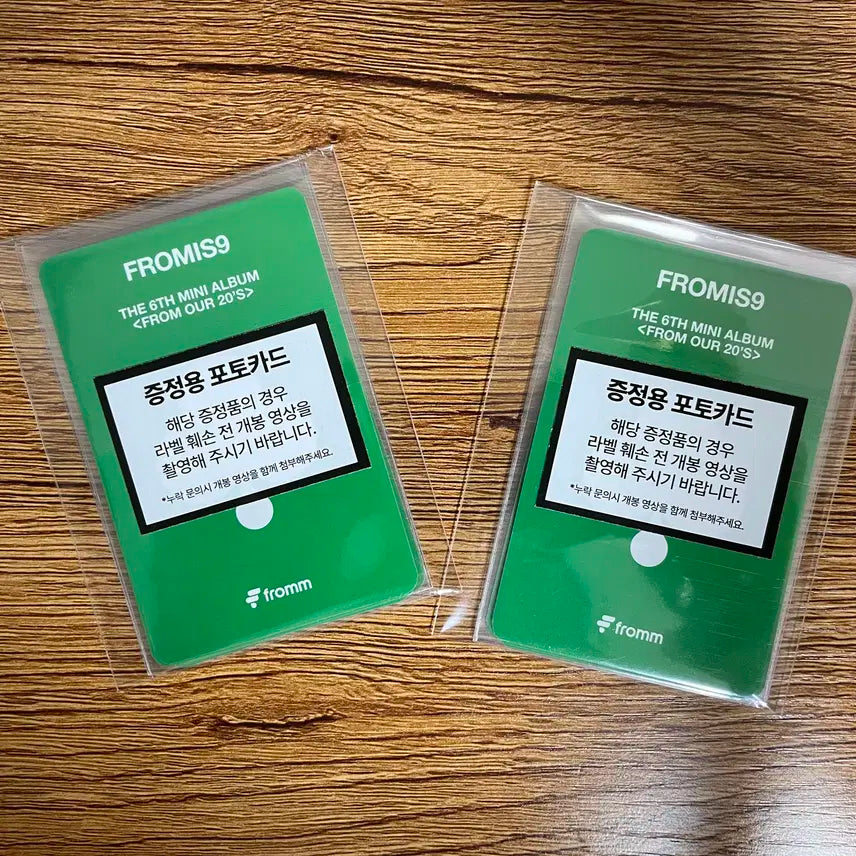 FROMIS9
THE 6TH MINI ALBUM
<FROM OUR 20'S>
증정용 포토카드
해당 증정품의 경우
라벨 훼손 전 개봉 영상을
촬영해 주시기 바랍니다.
*누락 문의시 개봉 영상을 함께 첨부해주세요.
fromm
FROMIS9
THE 6TH MINI ALBUM
<FROM OUR 20'S>
증정용 포토카드
해당 증정품의 경우
라벨 훼손 전 개봉 영상을
촬영해 주시기 바랍니다.
*누락 문의시 개봉 영상을 함께 첨부해주세요.
fromm